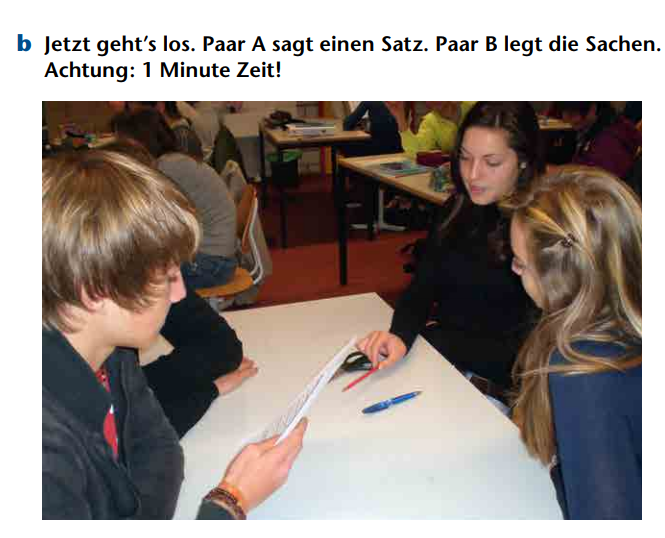 b Jetzt geht's los. Paar A sagt einen Satz. Paar B legt die Sachen.
Achtung: 1 Minute Zeit!